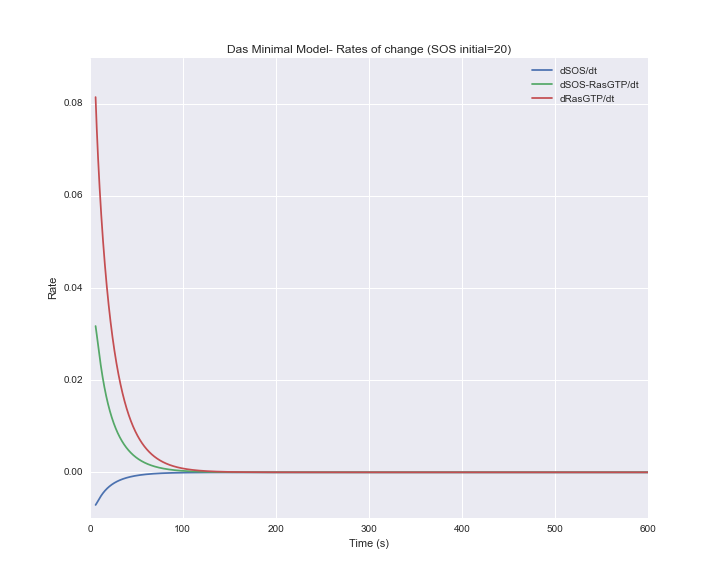 Das Minimal Model- Rates of change (SOS initial=20)
dSOS/dt
dSOS-RasGTP/dt
dRasGTP/dt
0.08
0.06
0.04
0.02
0.00
Rate
0 100 200 300 400 500 600
Time (s)